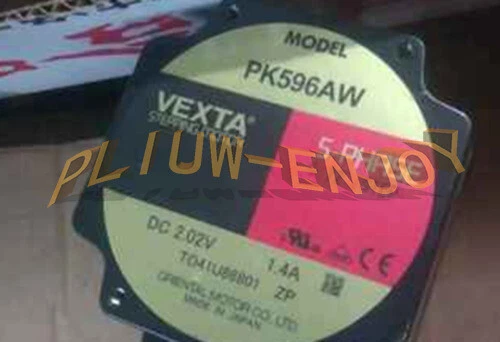 MODEL
PK596AW
VEXTA®
STEPPING MOTOR
5-PHASE
PLIUW-ENJOY
DC 2.02V 1.4A
ZP
ORIENTAL MOTOR CO., LTD.
MADE IN JAPAN